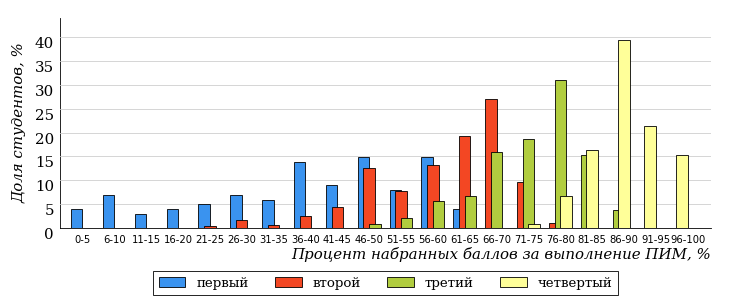 Доля студентов, %
40
35
30
25
20
15
10
5
0
0-5 6-10 11-15 16-20 21-25 26-30 31-35 36-40 41-45 46-50 51-55 56-60 61-65 66-70 71-75 76-80 81-85 86-90 91-95 96-100
Процент набранных баллов за выполнение ПИМ, %
первый второй третий четвертый